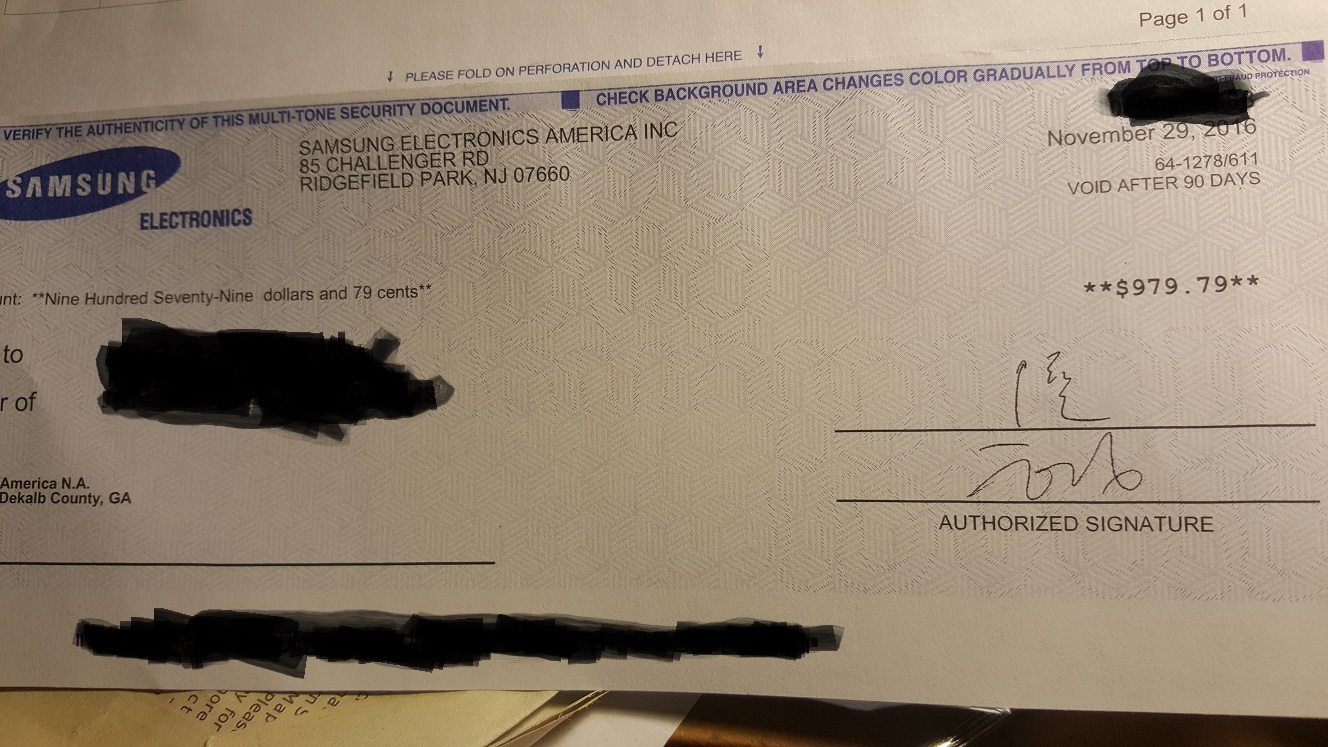 Page 1 of 1
PLEASE FOLD ON PERFORATION AND DETACH HERE
VERIFY THE AUTHENTICITY OF THIS MULTI-TONE SECURITY DOCUMENT. CHECK BACKGROUND AREA CHANGES COLOR GRADUALLY FROM TOP TO BOTTOM.
FRAUD PROTECTION
SAMSUNG
ELECTRONICS
SAMSUNG ELECTRONICS AMERICA INC
85 CHALLENGER RD
RIDGEFIELD PARK, NJ 07660
November 29, 2016
64-1278/611
VOID AFTER 90 DAYS
**Nine Hundred Seventy-Nine dollars and 79 cents**
**$979.79**
to
of
America N.A.
Dekalb County, GA
AUTHORIZED SIGNATURE